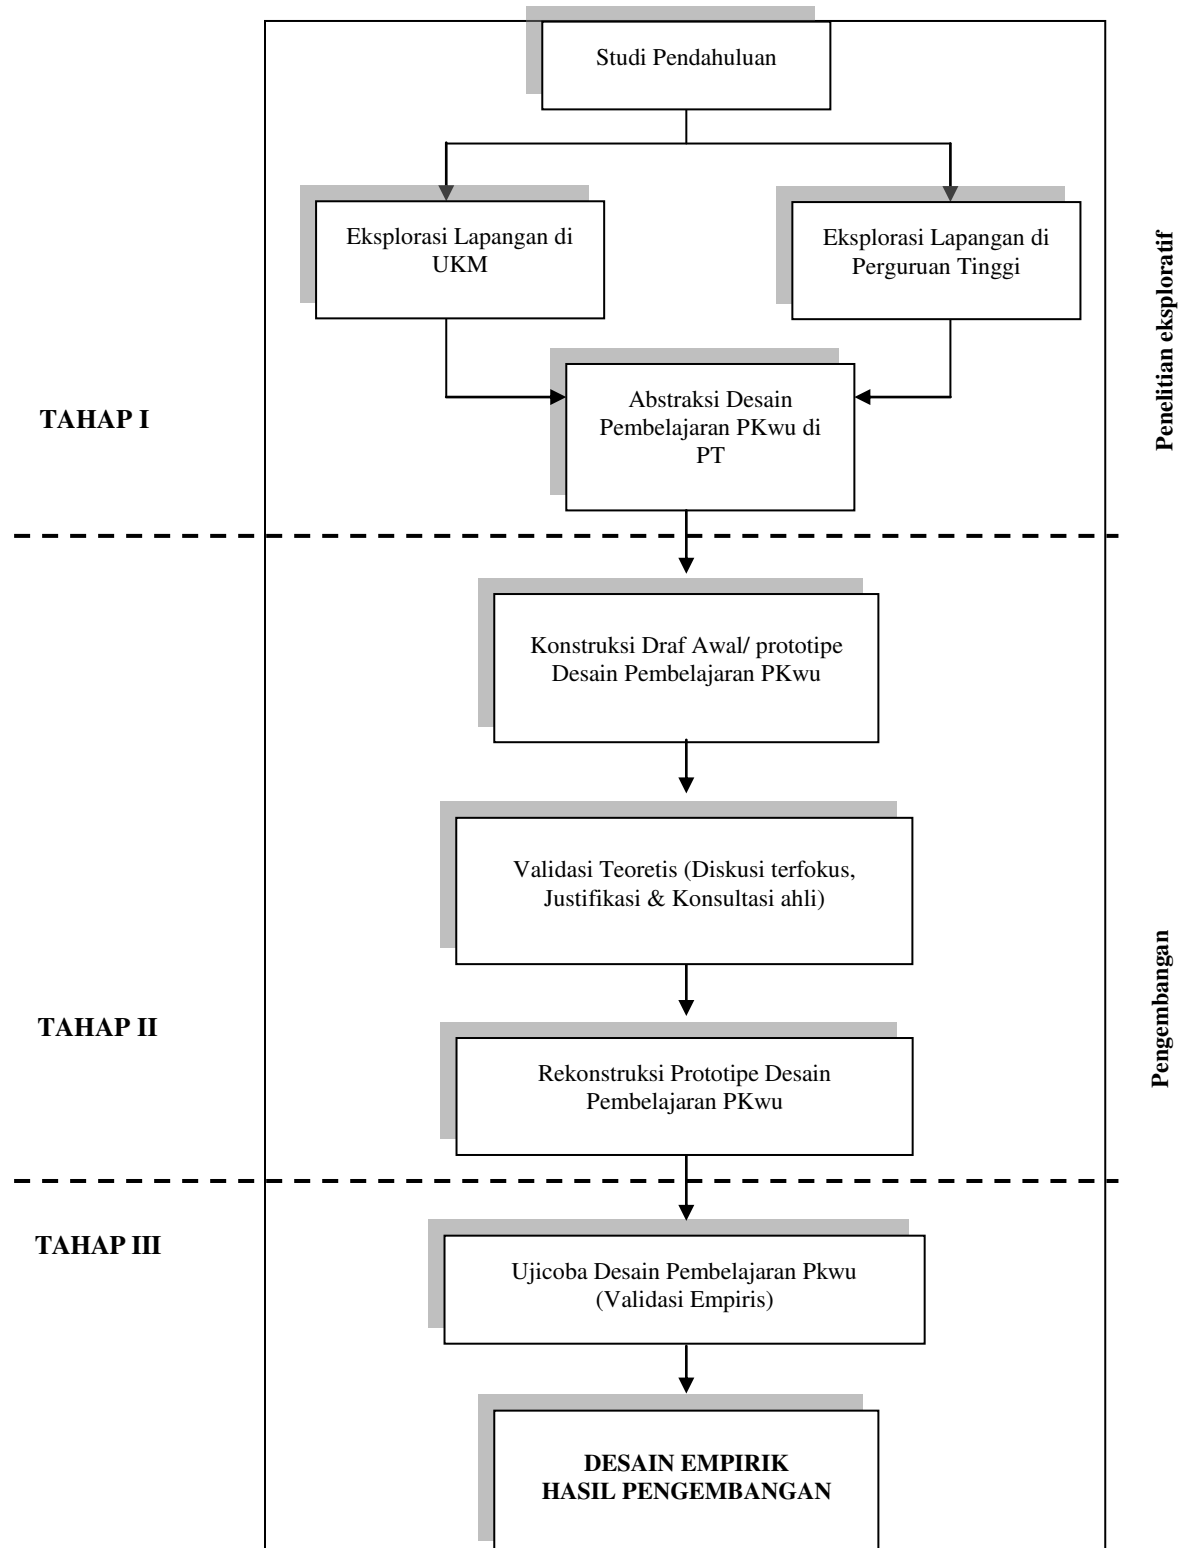 Studi Pendahuluan
Eksplorasi Lapangan di
UKM
Eksplorasi Lapangan di
Perguruan Tinggi
Penelitian eksploratif
TAHAP I
Abstraksi Desain
Pembelajaran PKwu di
PT
Konstruksi Draf Awal/ prototipe
Desain Pembelajaran PKwu
Validasi Teoretis (Diskusi terfokus,
Justifikasi & Konsultasi ahli)
Pengembangan
TAHAP II
Rekonstruksi Prototipe Desain
Pembelajaran PKwu
TAHAP III
Ujicoba Desain Pembelajaran Pkwu
(Validasi Empiris)
DESAIN EMPIRIK
HASIL PENGEMBANGAN